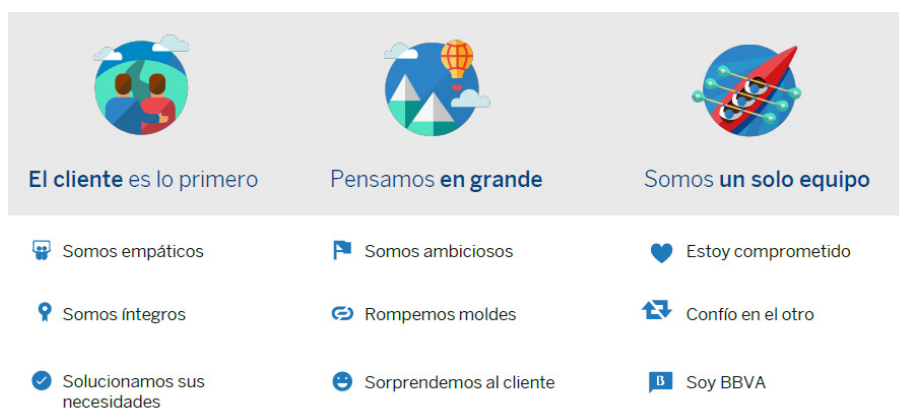 El cliente es lo primero
Pensamos en grande
Somos un solo equipo
Somos empáticos
Somos ambiciosos
Estoy comprometido
Somos íntegros
Rompemos moldes
Confío en el otro
Solucionamos sus
necesidades
Sorprendemos al cliente
B
Soy BBVA